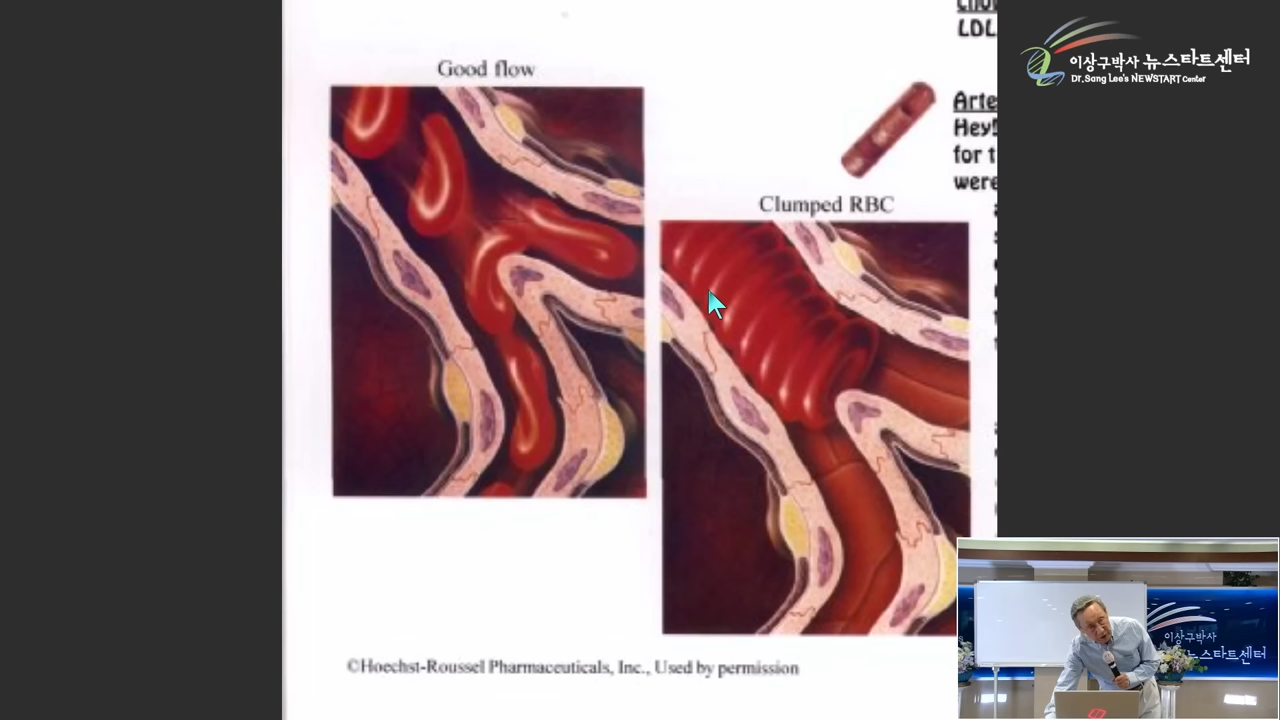 LDL
이상구박사 뉴스타트센터
Dr. Sang Lee's NEWSTART Center
Good flow
Arte
Hey
for t
were
Clumped RBC
©Hoechst-Roussel Pharmaceuticals, Inc., Used by permission
이상구박사
뉴스타트센터